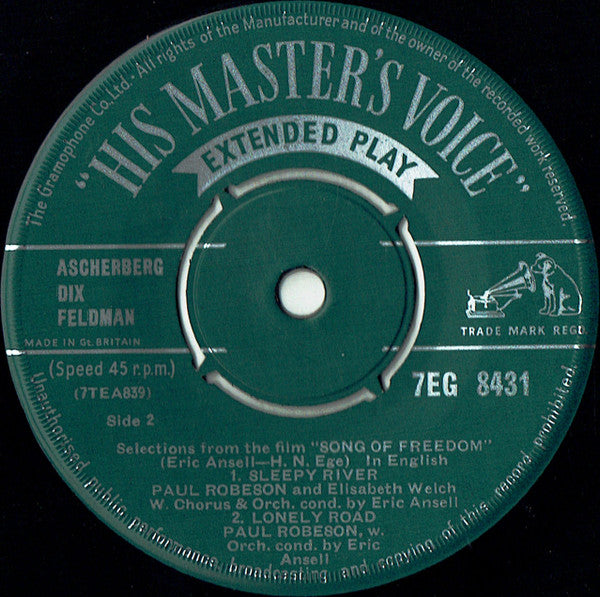 The Gramophone Co., Ltd. - All rights of the Manufacturer and of the owner of the recorded work reserved.
"HIS MASTER'S VOICE"
EXTENDED PLAY
ASCHERBERG
DIX
FELDMAN
TRADE MARK REGD.
MADE IN Gt. BRITAIN
(Speed 45 r.p.m.)
(7TEA839)
7EG 8431
Side 2
Selections from the film "SONG OF FREEDOM"
(Eric Ansell—H. N. Ege) In English
1. SLEEPY RIVER
PAUL ROBESON and Elisabeth Welch
W. Chorus & Orch. cond. by Eric Ansell
2. LONELY ROAD
PAUL ROBESON, w.
Orch. cond. by Eric
Ansell
Unauthorised public performance, broadcasting and copying of this record prohibited.